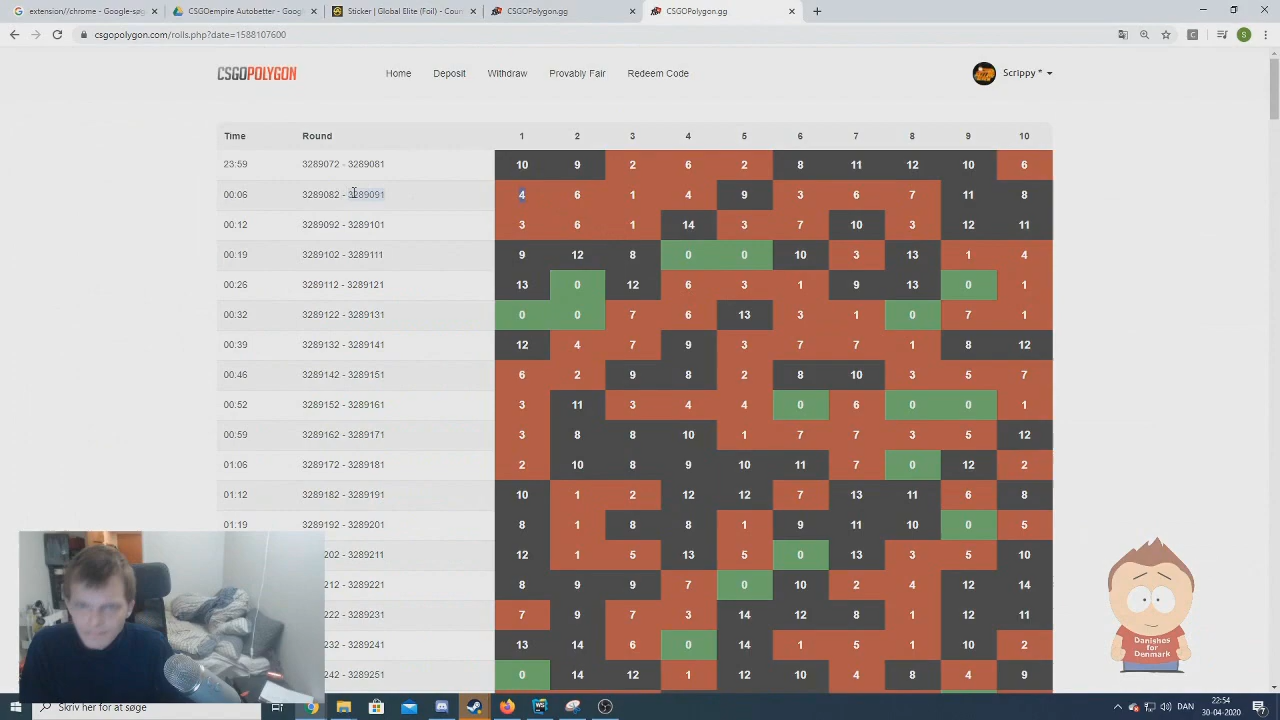 extension//chrome - Google-søg
CSGOEmpire Autobetter - Googl
Sticker | Global Elite (Foil) - Coun
CSGOPolygon.gg
CSGOPolygon.gg
csgopolygon.com/rolls.php?date=1588107600
CSGOPOLYGON
Home
Deposit
Withdraw
Provably Fair
Redeem Code
Scrlppy *
Time Round 1 2 3 4 5 6 7 8 9 10
23:59 3289072 - 3289081 10 9 2 6 2 8 11 12 10 6
00:06 3289082 - 3289091 4 6 1 4 9 3 6 7 11 8
00:12 3289092 - 3289101 3 6 1 14 3 7 10 3 12 11
00:19 3289102 - 3289111 9 12 8 0 0 10 3 13 1 4
00:26 3289112 - 3289121 13 0 12 6 3 1 9 13 0 1
00:32 3289122 - 3289131 0 0 7 6 13 3 1 0 7 1
00:39 3289132 - 3289141 12 4 7 9 3 7 7 1 8 12
00:46 3289142 - 3289151 6 2 9 8 2 8 10 3 5 7
00:52 3289152 - 3289161 3 11 3 4 4 0 6 0 0 1
00:59 3289162 - 3289171 3 8 8 10 1 7 7 3 5 12
01:06 3289172 - 3289181 2 10 8 9 10 11 7 0 12 2
01:12 3289182 - 3289191 10 1 2 12 12 7 13 11 6 8
01:19 3289192 - 3289201 8 1 8 8 1 9 11 10 0 5
202 - 3289211 12 1 5 13 5 0 13 3 5 10
212 - 3289221 8 9 9 7 0 10 2 4 12 14
222 - 3289231 7 9 7 3 14 12 8 1 12 11
232 - 3289241 13 14 6 0 14 1 5 1 10 2
242 - 3289251 0 14 12 1 12 10 4 8 4 9
Danishes
for
Denmark
Skriv her for at søge
DAN
22:54
30-04-2020